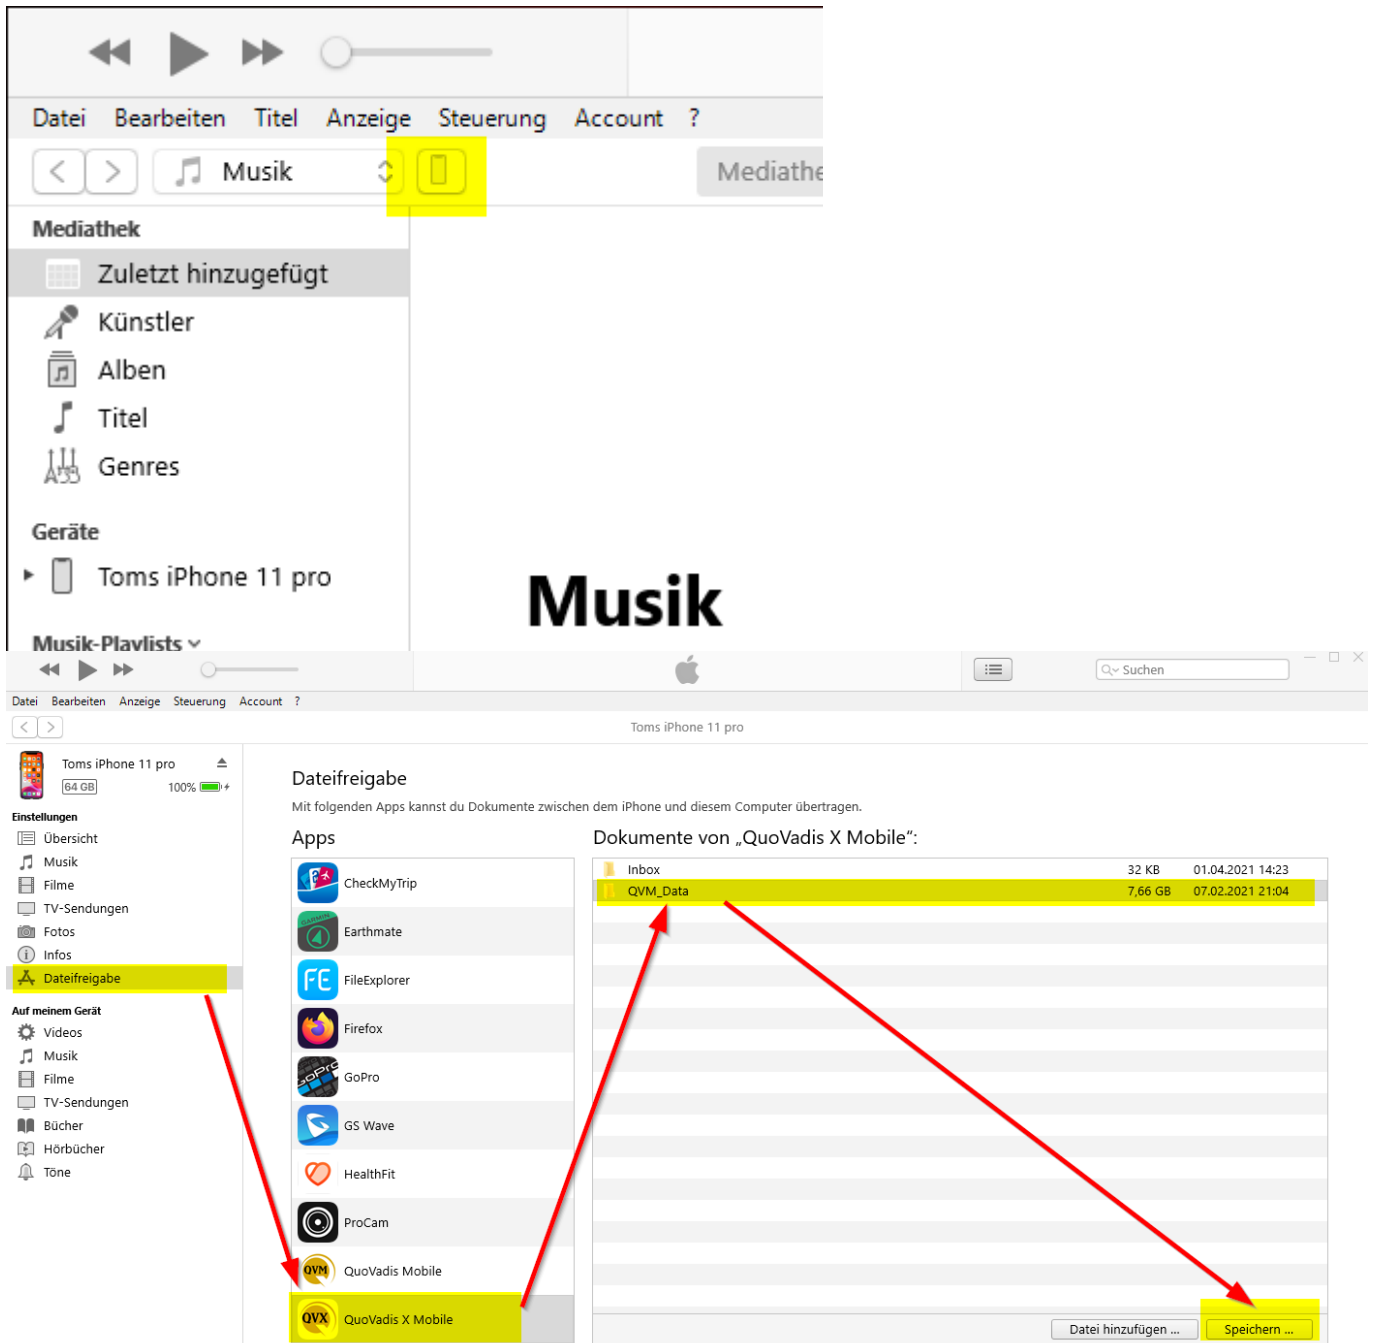 Datei Bearbeiten Titel Anzeige Steuerung Account ?
Musik
Mediathe
Mediathek
Zuletzt hinzugefügt
Künstler
Alben
Titel
Genres
Geräte
Toms iPhone 11 pro
Musik
Musik-Playlists
Suchen
Datei Bearbeiten Anzeige Steuerung Account ?
Toms iPhone 11 pro
Toms iPhone 11 pro
64 GB 100%
Einstellungen
Übersicht
Musik
Filme
TV-Sendungen
Fotos
Infos
Dateifreigabe
Auf meinem Gerät
Videos
Musik
Filme
TV-Sendungen
Bücher
Hörbücher
Töne
Dateifreigabe
Mit folgenden Apps kannst du Dokumente zwischen dem iPhone und diesem Computer übertragen.
Apps
CheckMyTrip
GARMIN
Earthmate
FE FileExplorer
Firefox
GoPro GoPro
GS Wave
HealthFit
ProCam
QVM QuoVadis Mobile
QVX QuoVadis X Mobile
Dokumente von „QuoVadis X Mobile“:
Inbox 32 KB 01.04.2021 14:23
QVM_Data 7,66 GB 07.02.2021 21:04
Datei hinzufügen ... Speichern ...